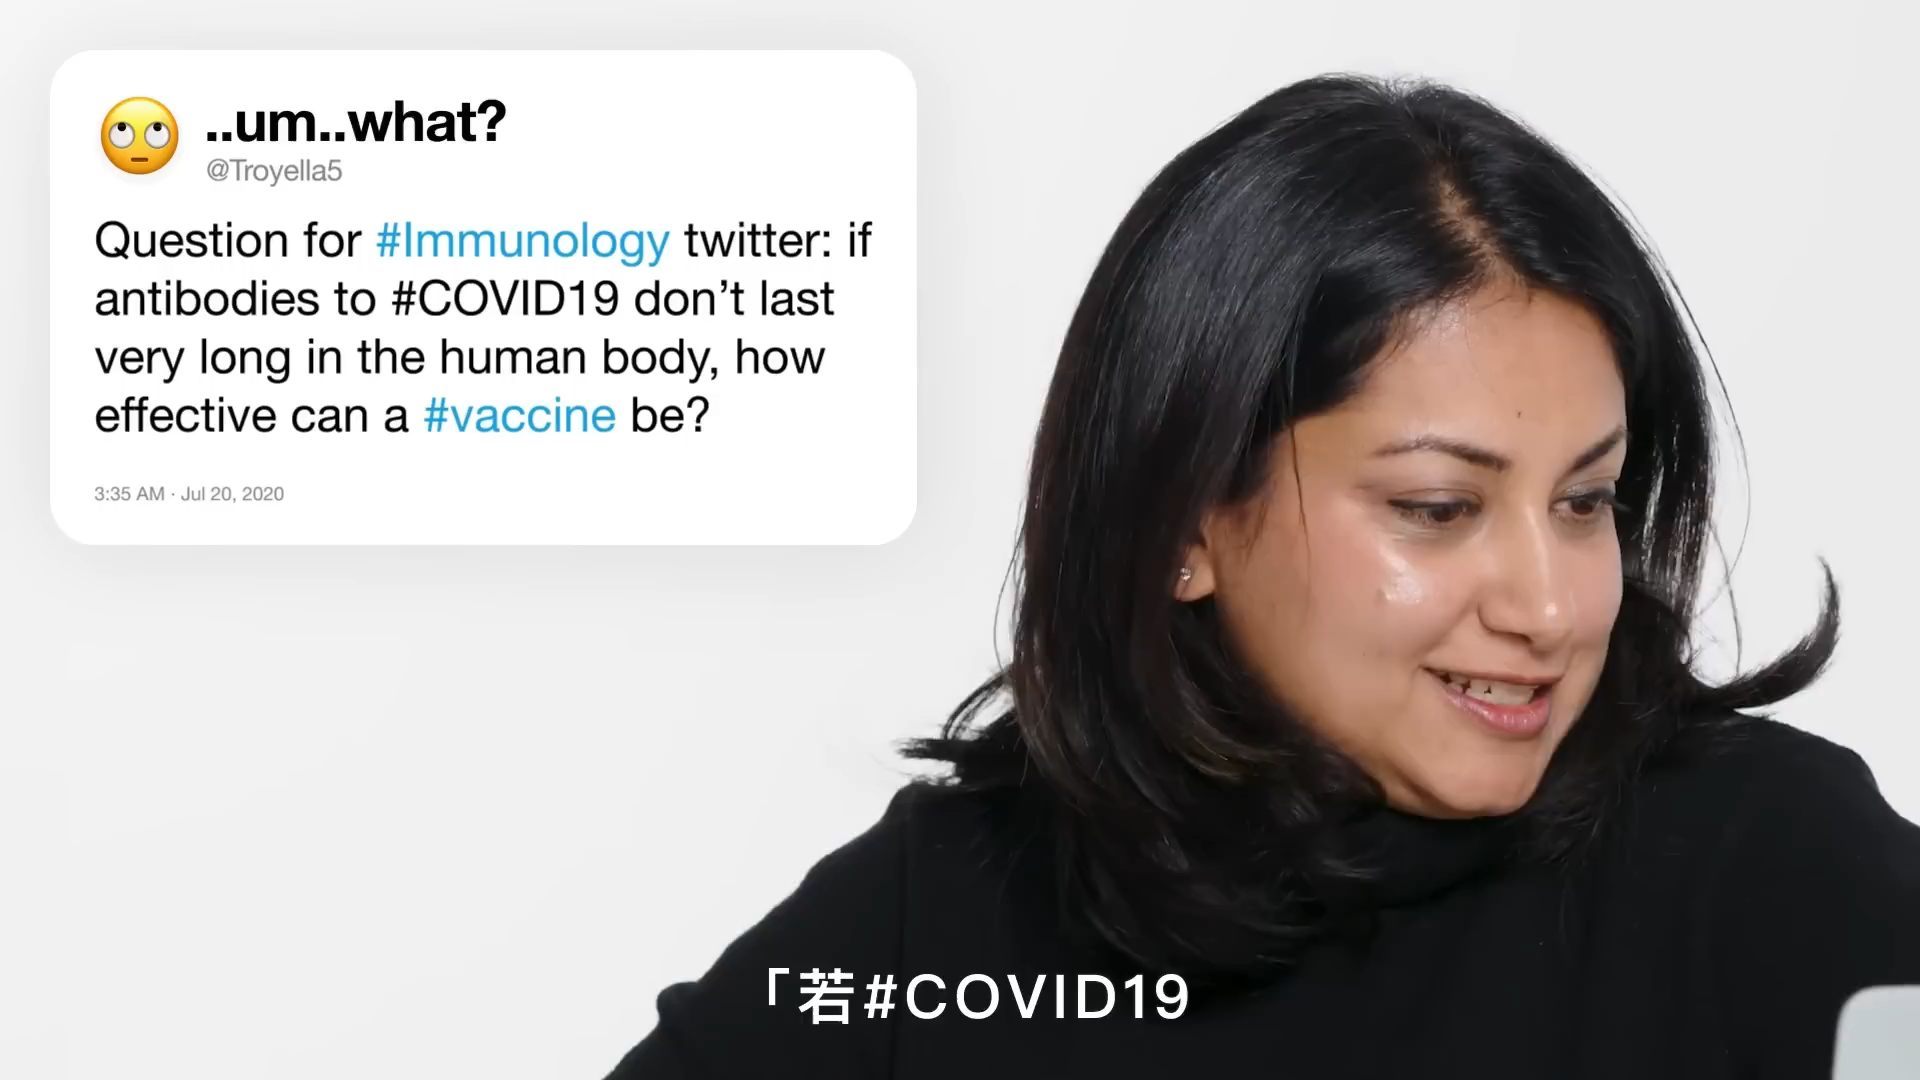 ..um..what?
@Troyella5
Question for #Immunology twitter: if
antibodies to #COVID19 don’t last
very long in the human body, how
effective can a #vaccine be?
3:35 AM · Jul 20, 2020
「若#COVID19